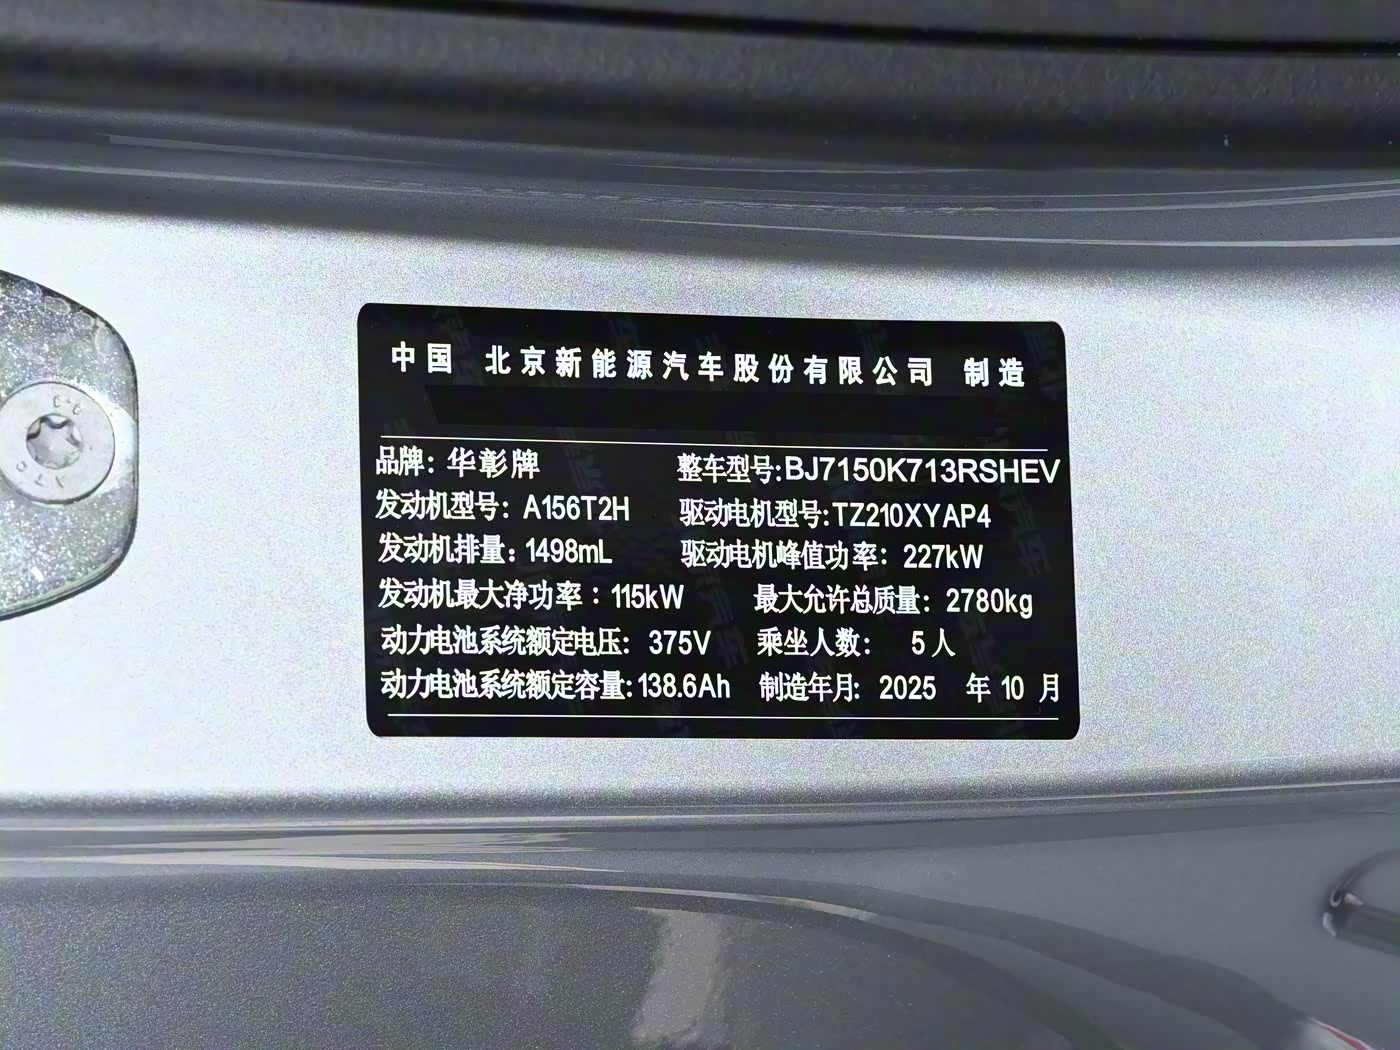 中国 北京新能源汽车股份有限公司 制造
品牌：华彰牌 整车型号：BJ7150K713RSHEV
发动机型号：A156T2H 驱动电机型号：TZ210XYAP4
发动机排量：1498mL 驱动电机峰值功率：227kW
发动机最大净功率：115kW 最大允许总质量：2780kg
动力电池系统额定电压：375V 乘坐人数：5人
动力电池系统额定容量：138.6Ah 制造年月：2025 年 10 月